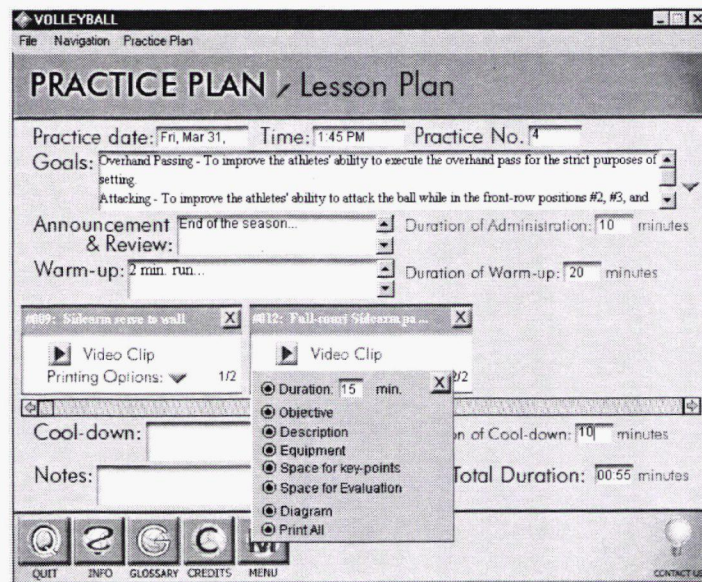 VOLLEYBALL
File Navigation Practice Plan
PRACTICE PLAN / Lesson Plan
Practice date: Fri, Mar 31, Time: 1:45 PM Practice No. 4
Goals: Overhand Passing - To improve the athletes' ability to execute the overhand pass for the strict purposes of
setting.
Attacking - To improve the athletes' ability to attack the ball while in the front-row positions #2, #3, and
Announcement End of the season... Duration of Administration: 10 minutes
& Review:
Warm-up: 2 min. run... Duration of Warm-up: 20 minutes
#009: Sidearm serve to wall X #012: Full-court Sidearm pa ... X
Video Clip Video Clip
Printing Options: 1/2 2/2
Duration: 15 min. X
Objective
Description
Equipment
Space for key-points
Space for Evaluation
Diagram
Print All
Cool-down: on of Cool-down: 10 minutes
Notes: Total Duration: 00:55 minutes
Q ? G C M
QUIT INFO GLOSSARY CREDITS MENU CONTACT US